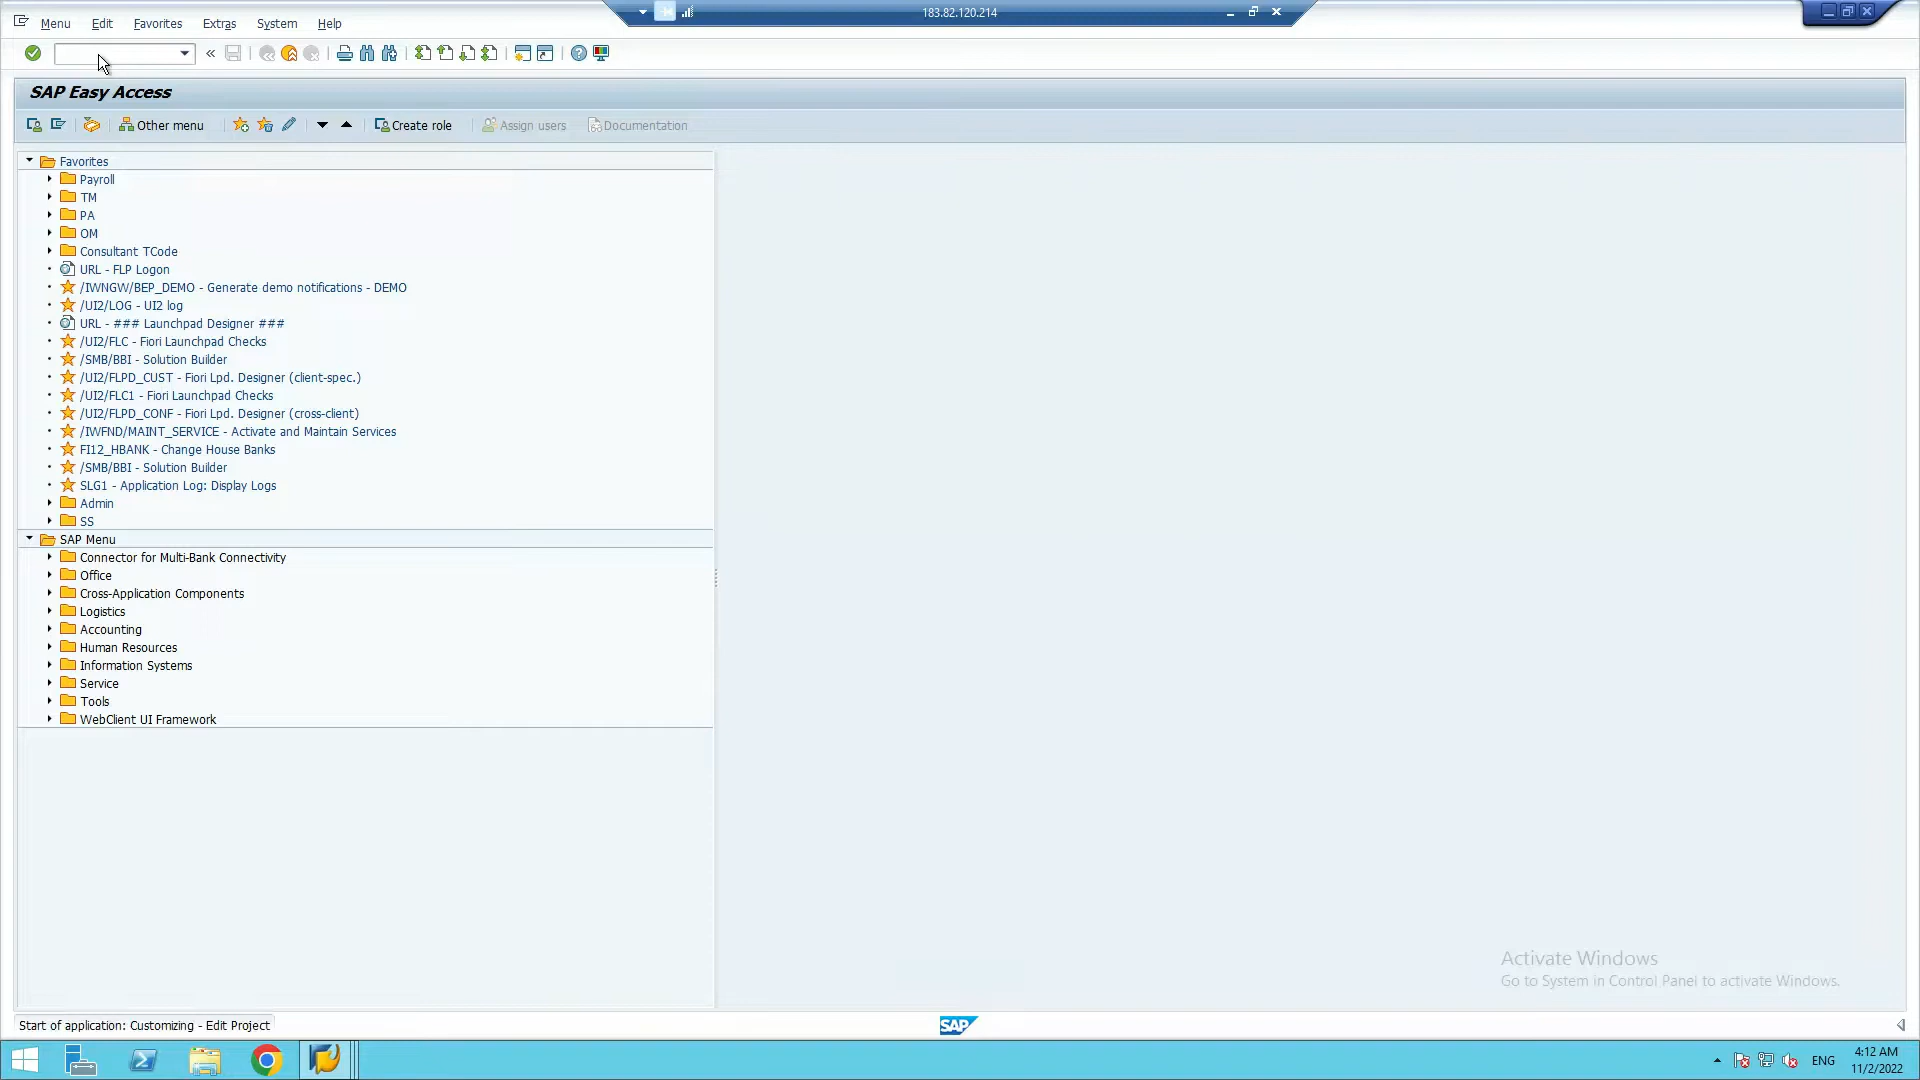 183.82.120.214
Menu Edit Favorites Extras System Help
SAP Easy Access
Other menu Create role Assign users Documentation
Favorites
Payroll
TM
PA
OM
Consultant TCode
URL - FLP Logon
/IWNGW/BEP_DEMO - Generate demo notifications - DEMO
/UI2/LOG - UI2 log
URL - ### Launchpad Designer ###
/UI2/FLC - Fiori Launchpad Checks
/SMB/BBI - Solution Builder
/UI2/FLPD_CUST - Fiori Lpd. Designer (client-spec.)
/UI2/FLC1 - Fiori Launchpad Checks
/UI2/FLPD_CONF - Fiori Lpd. Designer (cross-client)
/IWFND/MAINT_SERVICE - Activate and Maintain Services
FI12_HBANK - Change House Banks
/SMB/BBI - Solution Builder
SLG1 - Application Log: Display Logs
Admin
SS
SAP Menu
Connector for Multi-Bank Connectivity
Office
Cross-Application Components
Logistics
Accounting
Human Resources
Information Systems
Service
Tools
WebClient UI Framework
Activate Windows
Go to System in Control Panel to activate Windows.
Start of application: Customizing - Edit Project
SAP
ENG
4:12 AM
11/2/2022